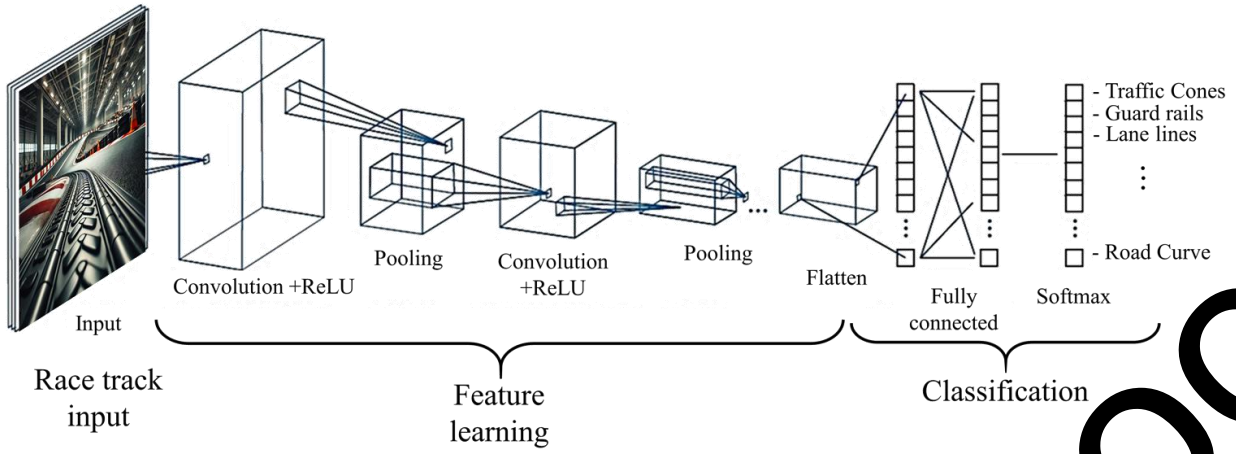 - Traffic Cones
- Guard rails
- Lane lines
- Road Curve
Pooling
Convolution
+ReLU
Pooling
Convolution +ReLU
Flatten
Fully
connected
Softmax
Input
Race track
input
Feature
learning
Classification